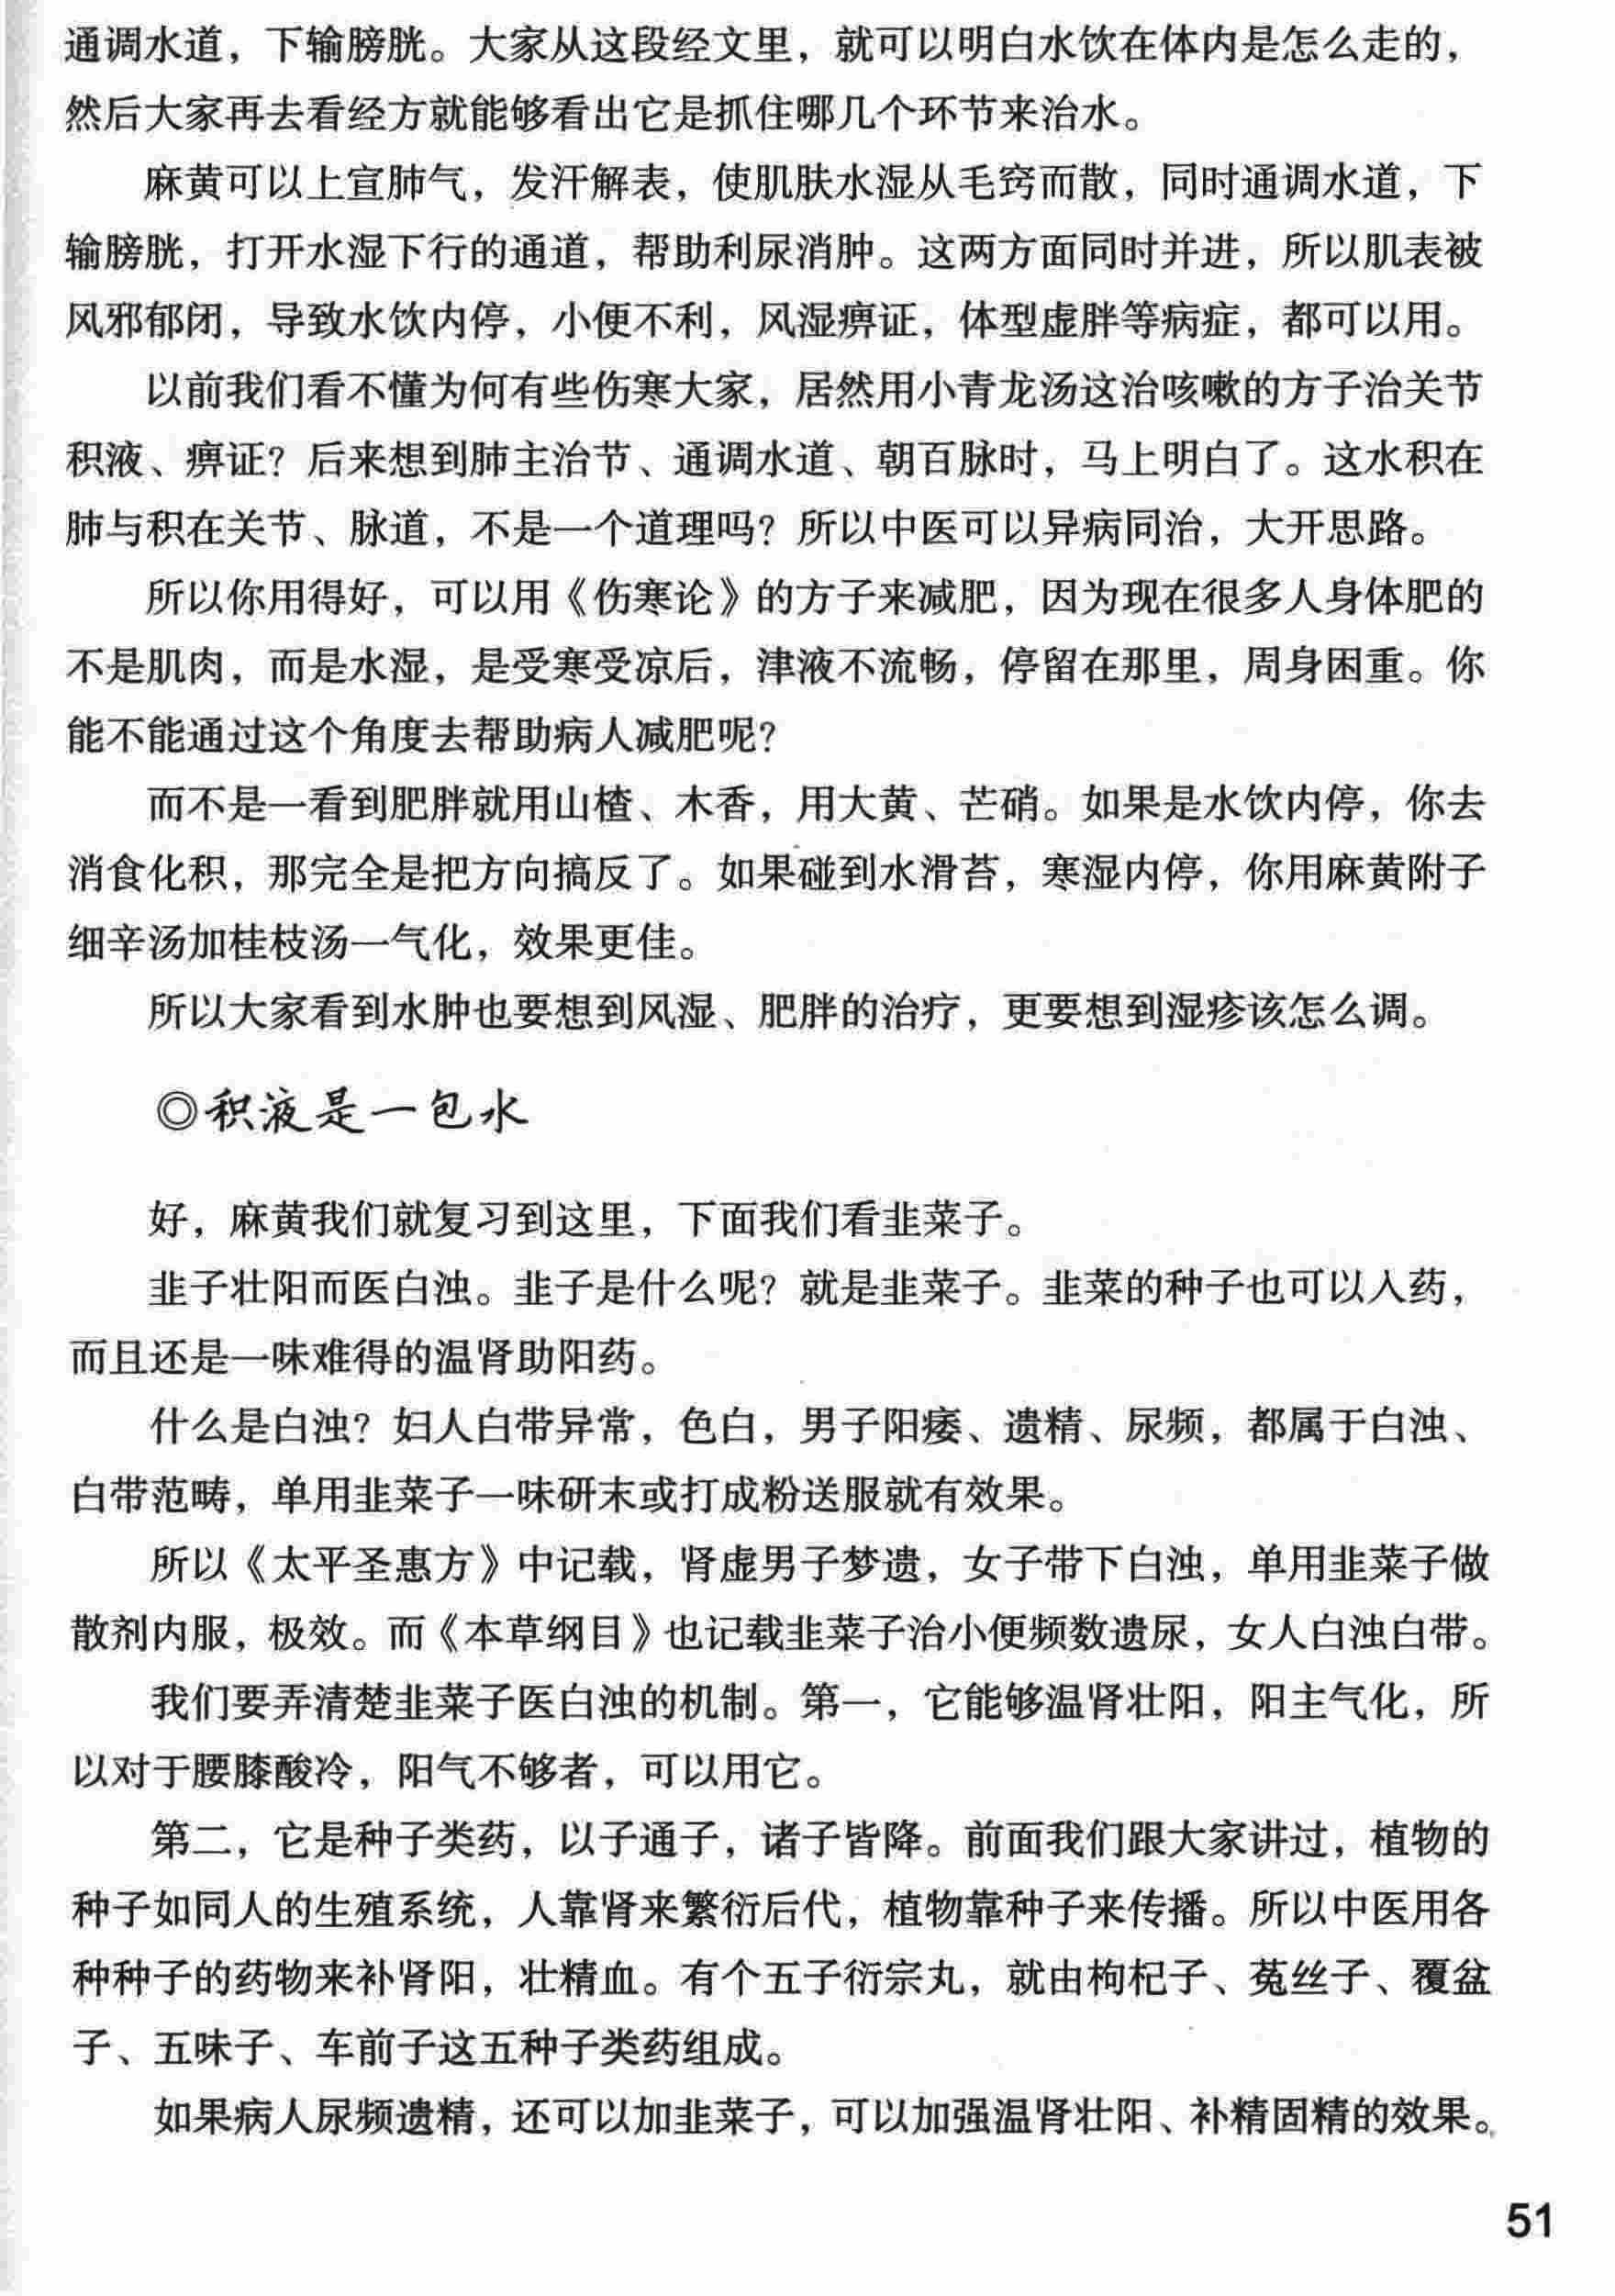 通调水道，下输膀胱。大家从这段经文里，就可以明白水饮在体内是怎么走的，
然后大家再去看经方就能够看出它是抓住哪几个环节来治水。
麻黄可以上宣肺气，发汗解表，使肌肤水湿从毛窍而散，同时通调水道，下
输膀胱，打开水湿下行的通道，帮助利尿消肿。这两方面同时并进，所以肌表被
风邪郁闭，导致水饮内停，小便不利，风湿痹证，体型虚胖等病症，都可以用。
以前我们看不懂为何有些伤寒大家，居然用小青龙汤这治咳嗽的方子治关节
积液、痹证？后来想到肺主治节、通调水道、朝百脉时，马上明白了。这水积在
肺与积在关节、脉道，不是一个道理吗？所以中医可以异病同治，大开思路。
所以你用得好，可以用《伤寒论》的方子来减肥，因为现在很多人身体肥的
不是肌肉，而是水湿，是受寒受凉后，津液不流畅，停留在那里，周身困重。你
能不能通过这个角度去帮助病人减肥呢？
而不是一看到肥胖就用山楂、木香，用大黄、芒硝。如果是水饮内停，你去
消食化积，那完全是把方向搞反了。如果碰到水滑苔，寒湿内停，你用麻黄附子
细辛汤加桂枝汤一气化，效果更佳。
所以大家看到水肿也要想到风湿、肥胖的治疗，更要想到湿疹该怎么调。
◎积液是一包水
好，麻黄我们就复习到这里，下面我们看韭菜子。
韭子壮阳而医白浊。韭子是什么呢？就是韭菜子。韭菜的种子也可以入药，
而且还是一味难得的温肾助阳药。
什么是白浊？妇人白带异常，色白，男子阳痿、遗精、尿频，都属于白浊、
白带范畴，单用韭菜子一味研末或打成粉送服就有效果。
所以《太平圣惠方》中记载，肾虚男子梦遗，女子带下白浊，单用韭菜子做
散剂内服，极效。而《本草纲目》也记载韭菜子治小便频数遗尿，女人白浊白带。
我们要弄清楚韭菜子医白浊的机制。第一，它能够温肾壮阳，阳主气化，所
以对于腰膝酸冷，阳气不够者，可以用它。
第二，它是种子类药，以子通子，诸子皆降。前面我们跟大家讲过，植物的
种子如同人的生殖系统，人靠肾来繁衍后代，植物靠种子来传播。所以中医用各
种种子的药物来补肾阳，壮精血。有个五子衍宗丸，就由枸杞子、菟丝子、覆盆
子、五味子、车前子这五种子类药组成。
如果病人尿频遗精，还可以加韭菜子，可以加强温肾壮阳、补精固精的效果。
51